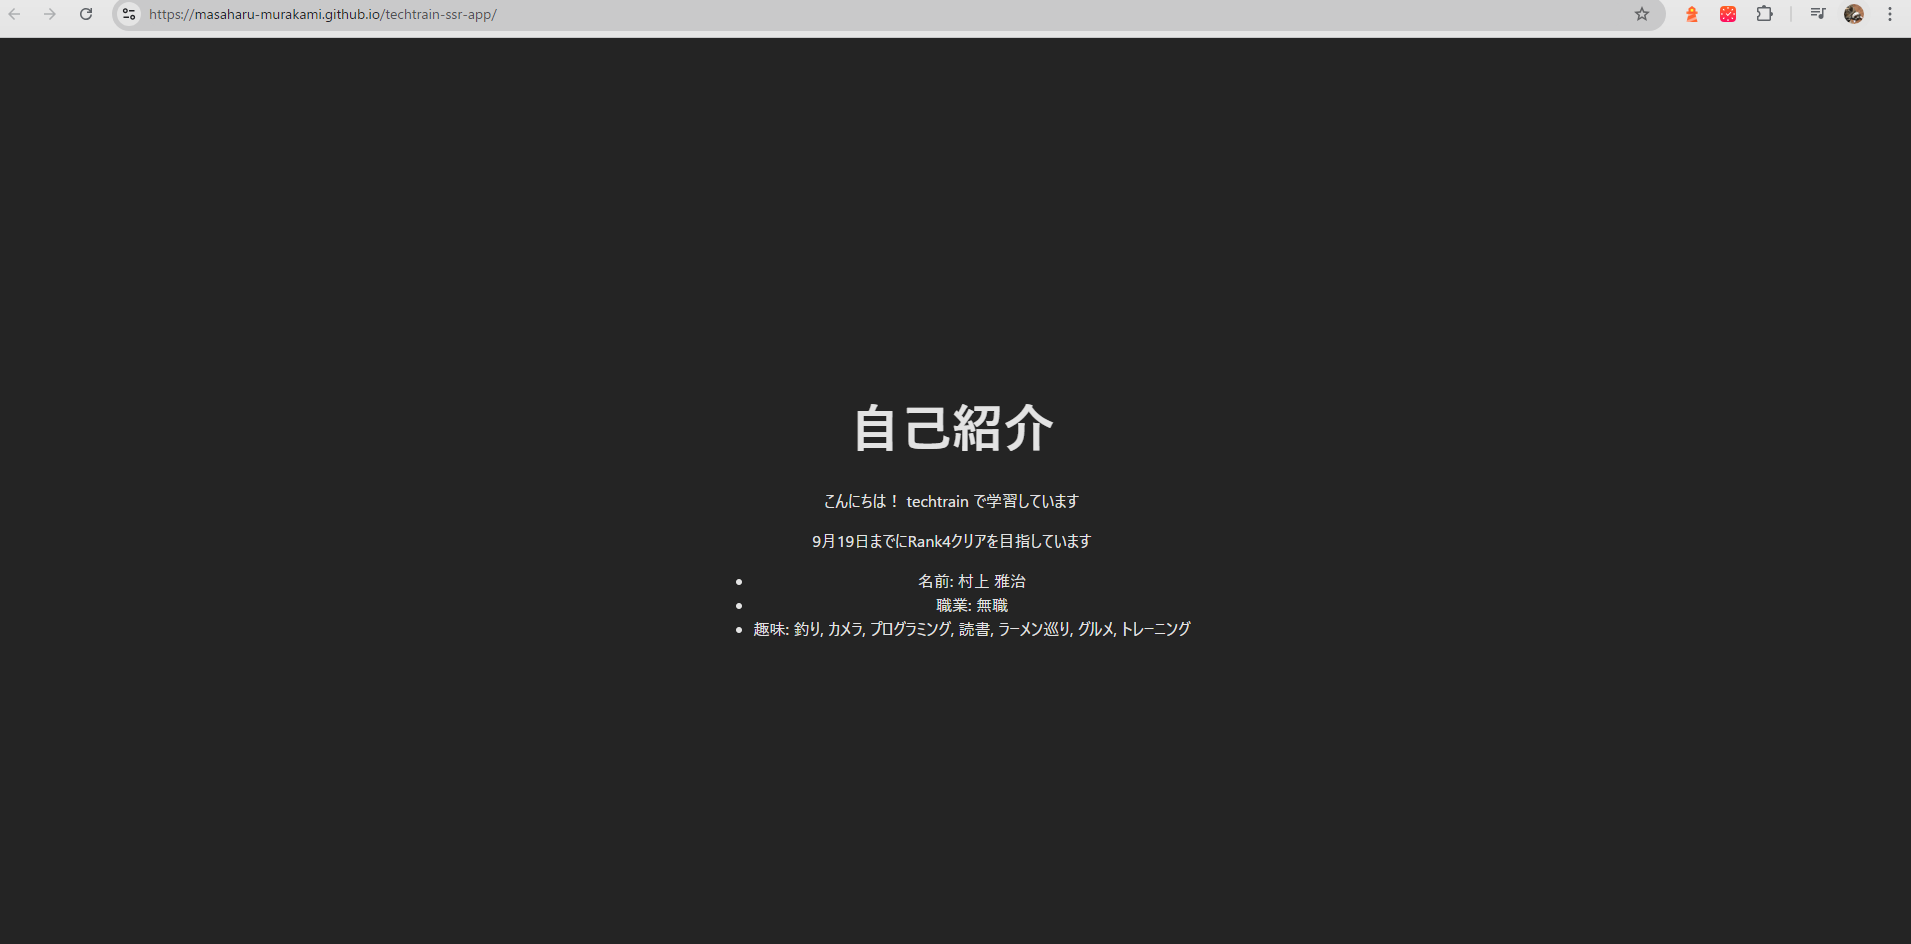 https://masaharu-murakami.github.io/techtrain-ssr-app/
自己紹介
こんにちは！ techtrain で学習しています
9月19日までにRank4クリアを目指しています
名前: 村上 雅治
職業: 無職
趣味: 釣り, カメラ, プログラミング, 読書, ラーメン巡り, グルメ, トレーニング